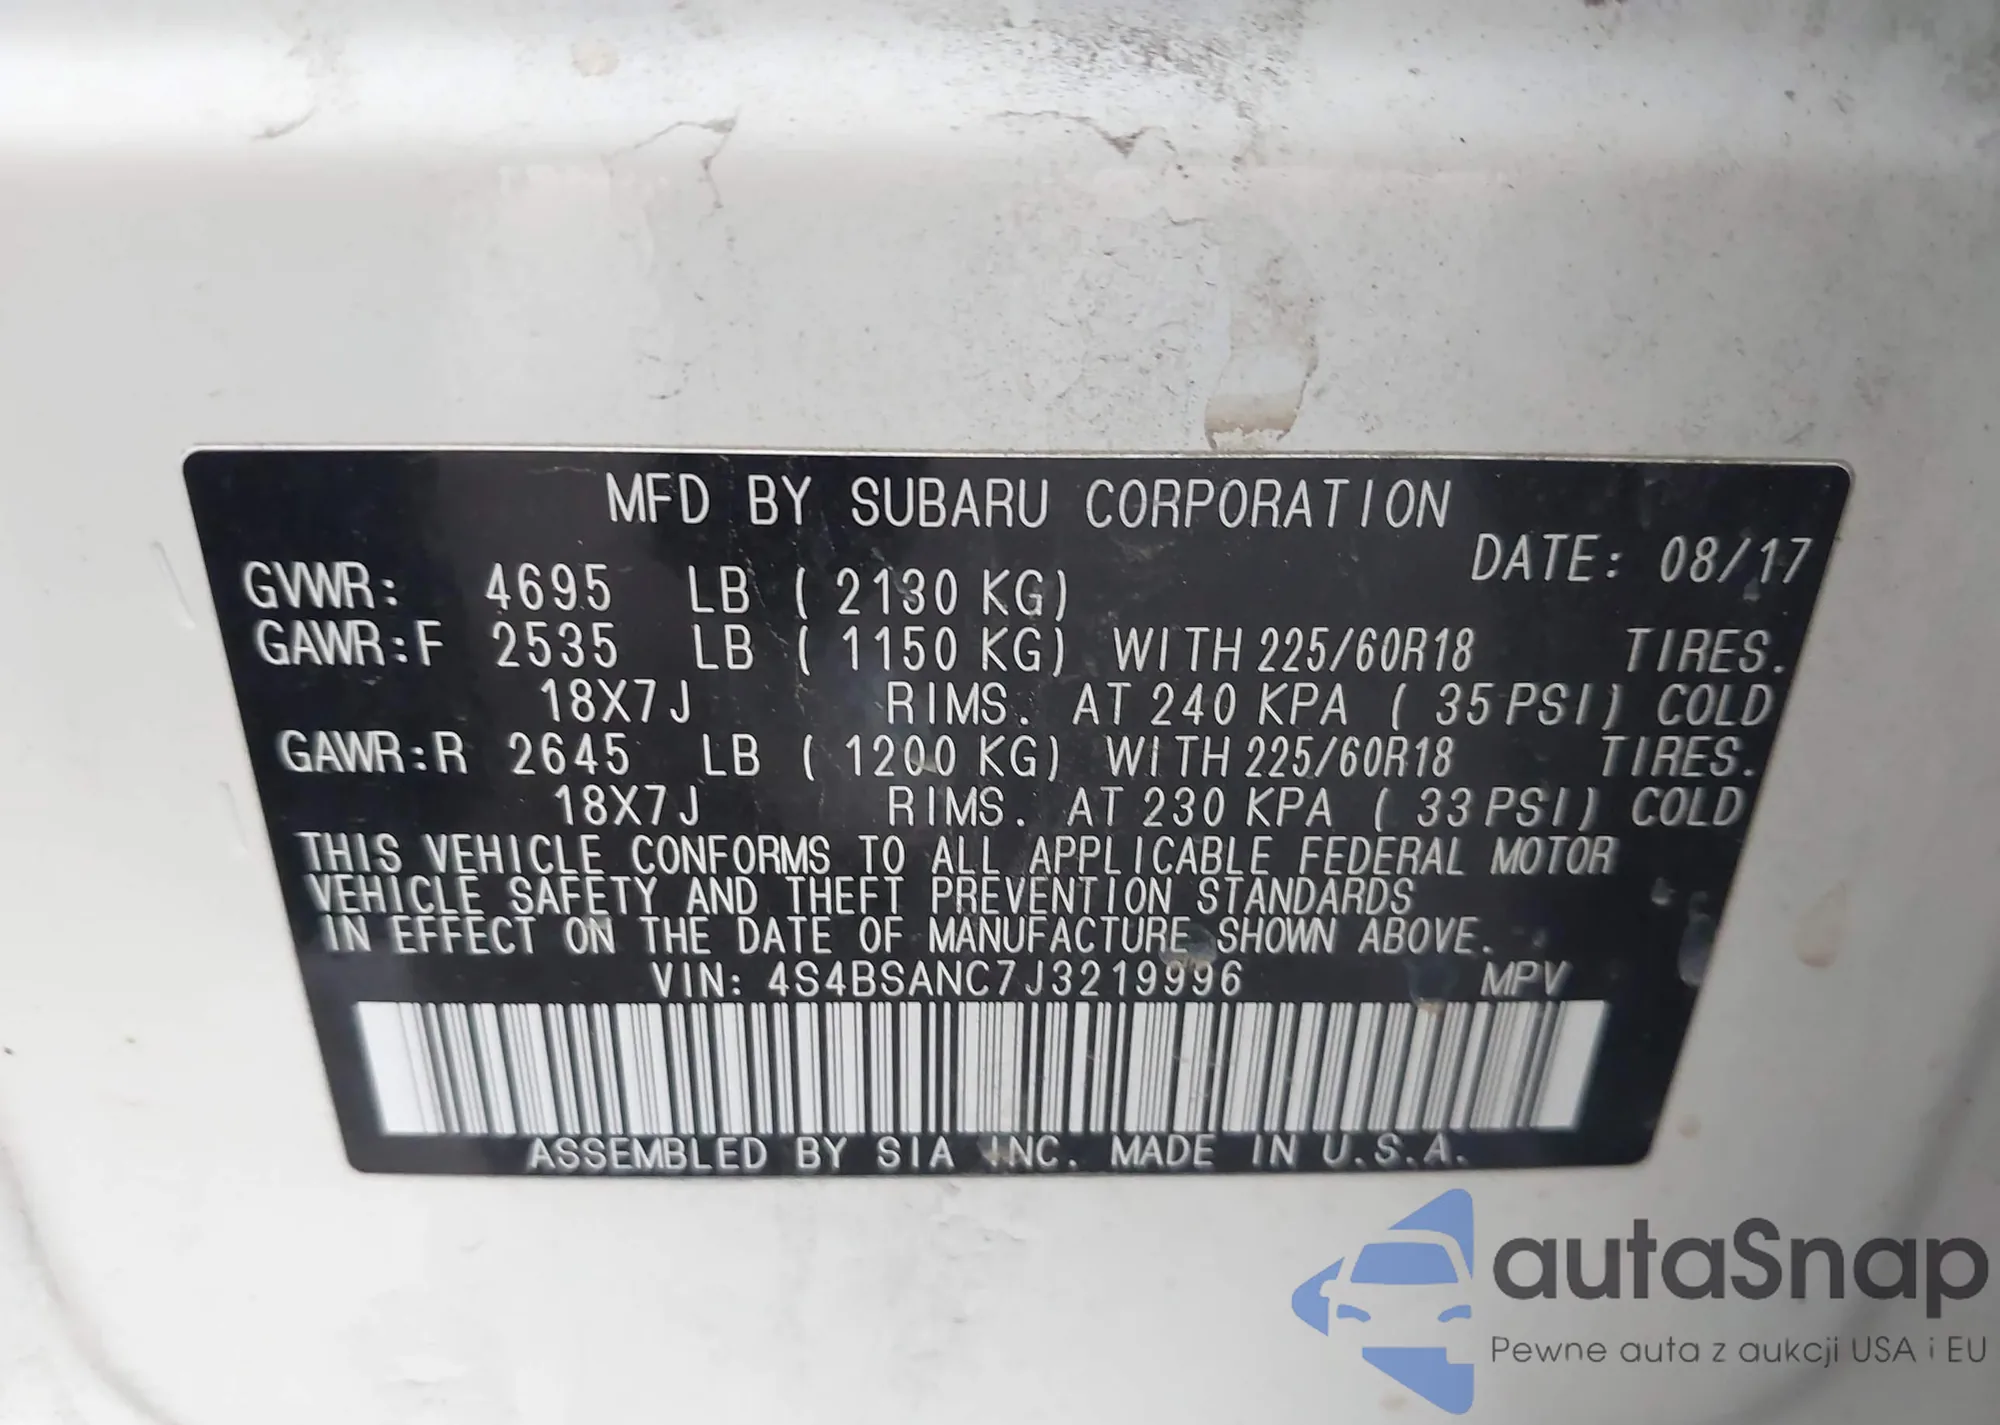 MFD BY SUBARU CORPORATION
DATE: 08/17
GVWR: 4695 LB ( 2130 KG)
GAWR:F 2535 LB ( 1150 KG) WITH 225/60R18 TIRES.
18X7J RIMS. AT 240 KPA ( 35 PSI) COLD
GAWR:R 2645 LB ( 1200 KG) WITH 225/60R18 TIRES.
18X7J RIMS. AT 230 KPA ( 33 PSI) COLD
THIS VEHICLE CONFORMS TO ALL APPLICABLE FEDERAL MOTOR
VEHICLE SAFETY AND THEFT PREVENTION STANDARDS
IN EFFECT ON THE DATE OF MANUFACTURE SHOWN ABOVE.
VIN: 4S4BSANC7J3219996 MPV
ASSEMBLED BY SIA INC. MADE IN U.S.A.
autaSnap
Pewne auta z aukcji USA i EU